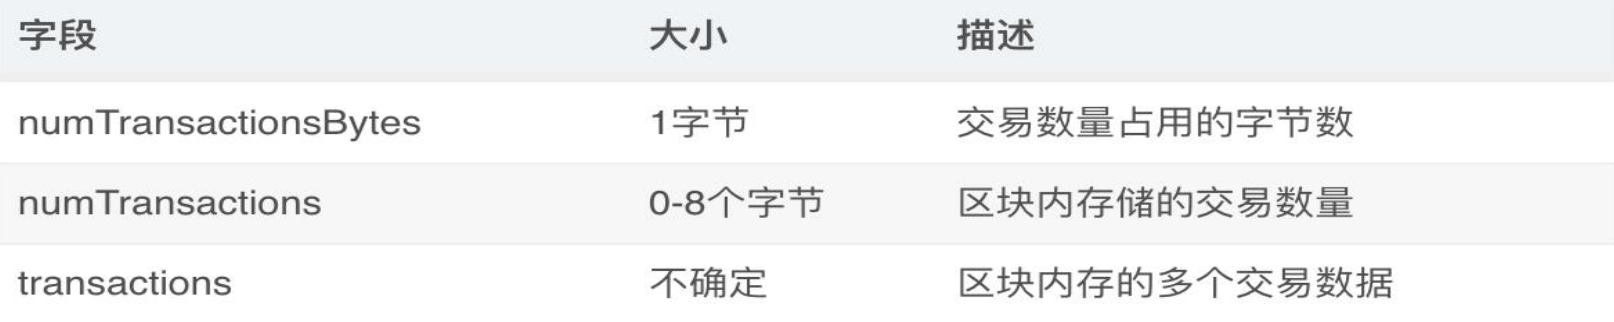 字段 大小 描述
numTransactionsBytes 1字节 交易数量占用的字节数
numTransactions 0-8个字节 区块内存储的交易数量
transactions 不确定 区块内存的多个交易数据